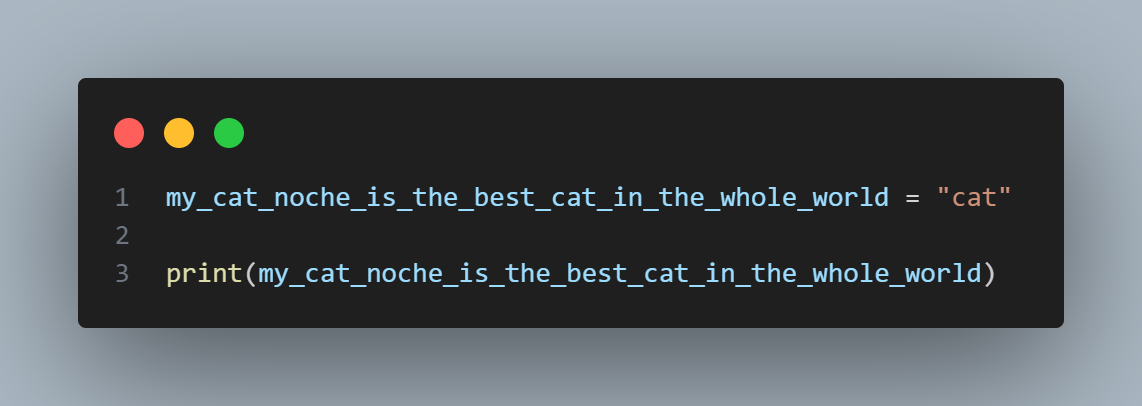 1 my_cat_noche_is_the_best_cat_in_the_whole_world = "cat"
2
3 print(my_cat_noche_is_the_best_cat_in_the_whole_world)